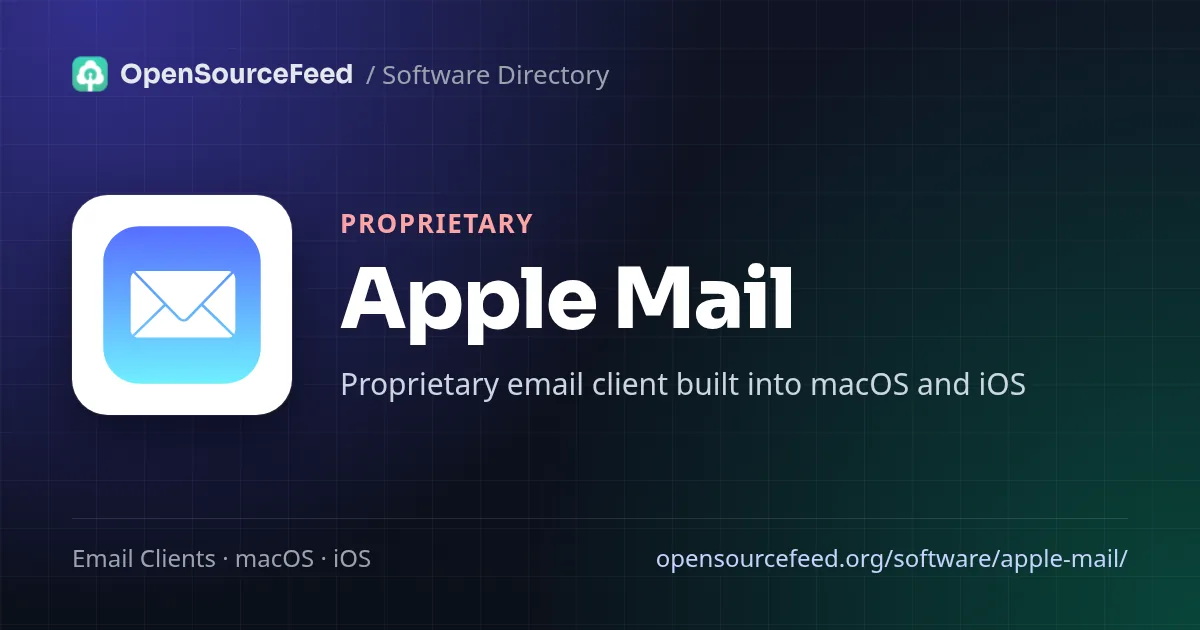 OpenSourceFeed / Software Directory
PROPRIETARY
Apple Mail
Proprietary email client built into macOS and iOS
Email Clients · macOS · iOS
opensourcefeed.org/software/apple-mail/